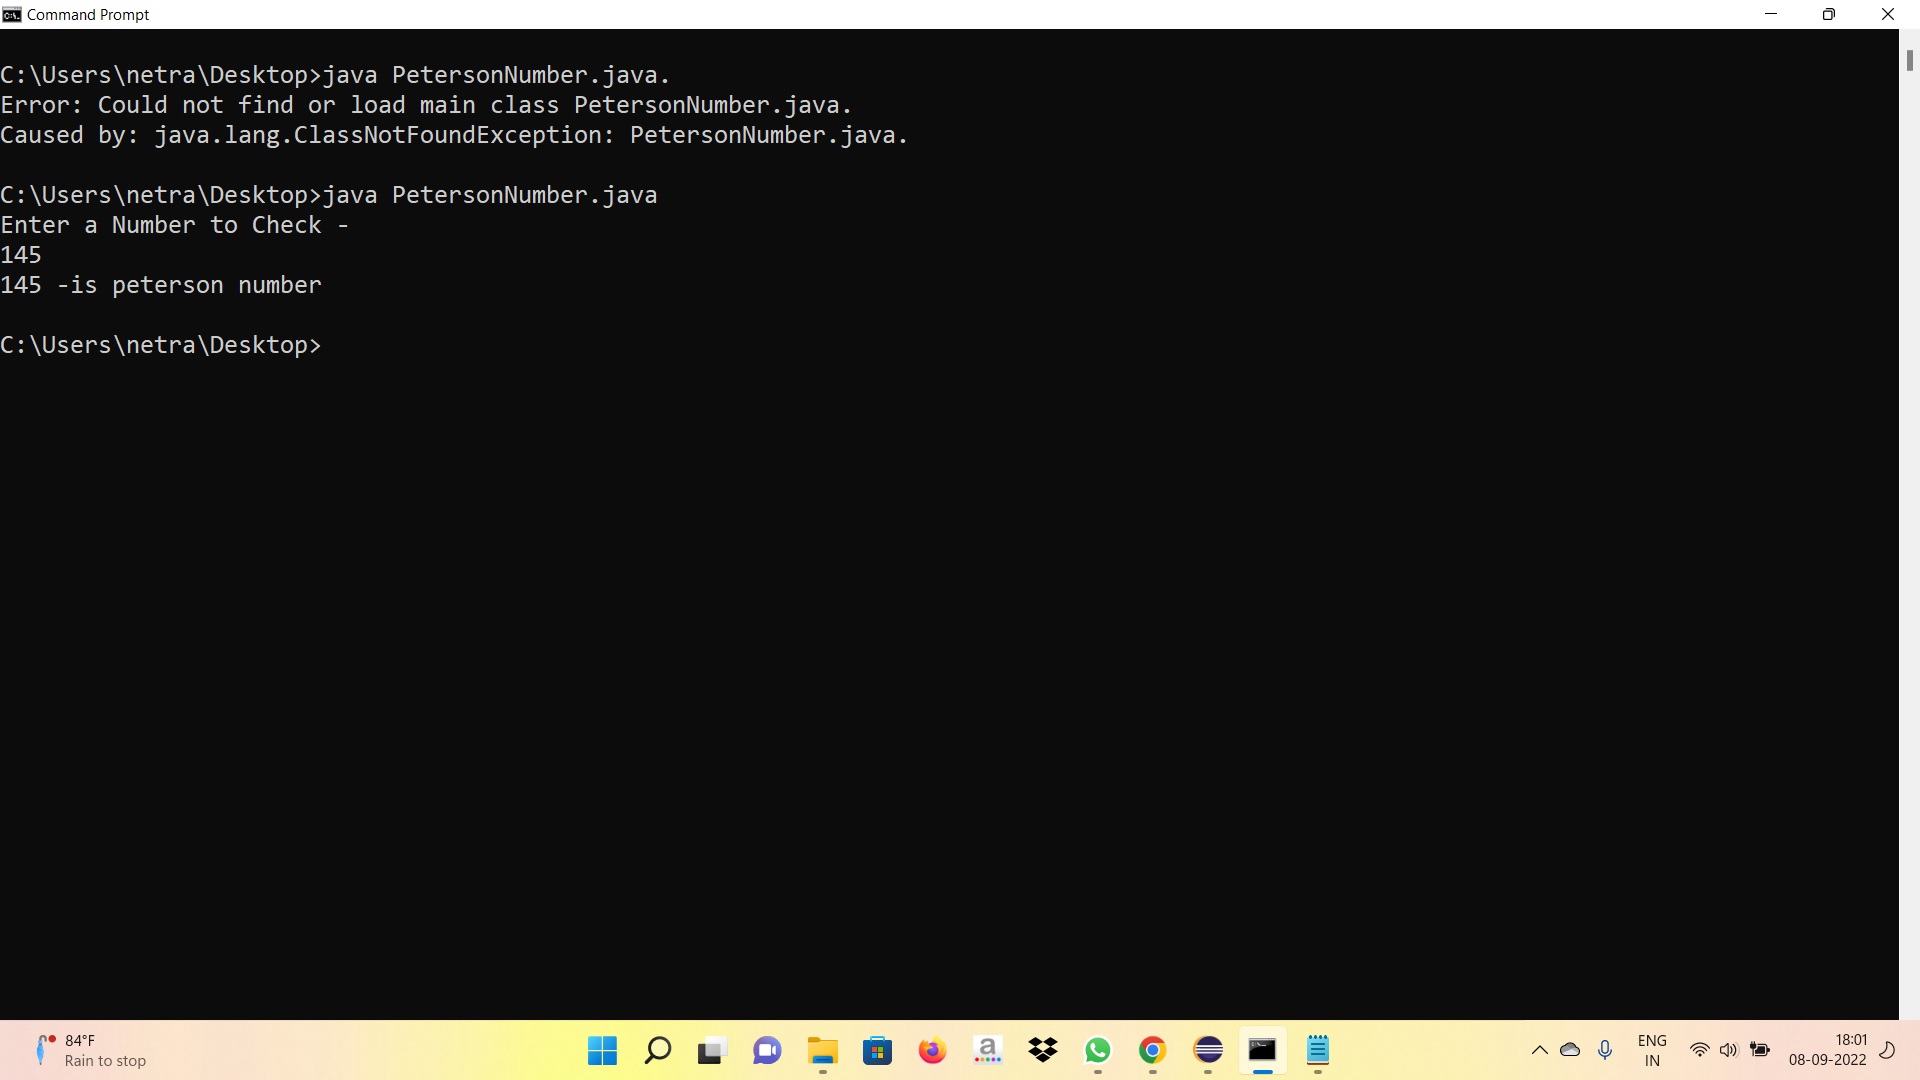 Command Prompt
C:\Users\netra\Desktop>java PetersonNumber.java.
Error: Could not find or load main class PetersonNumber.java.
Caused by: java.lang.ClassNotFoundException: PetersonNumber.java.
C:\Users\netra\Desktop>java PetersonNumber.java
Enter a Number to Check -
145
145 -is peterson number
C:\Users\netra\Desktop>
84°F
Rain to stop
a
ENG
IN
18:01
08-09-2022